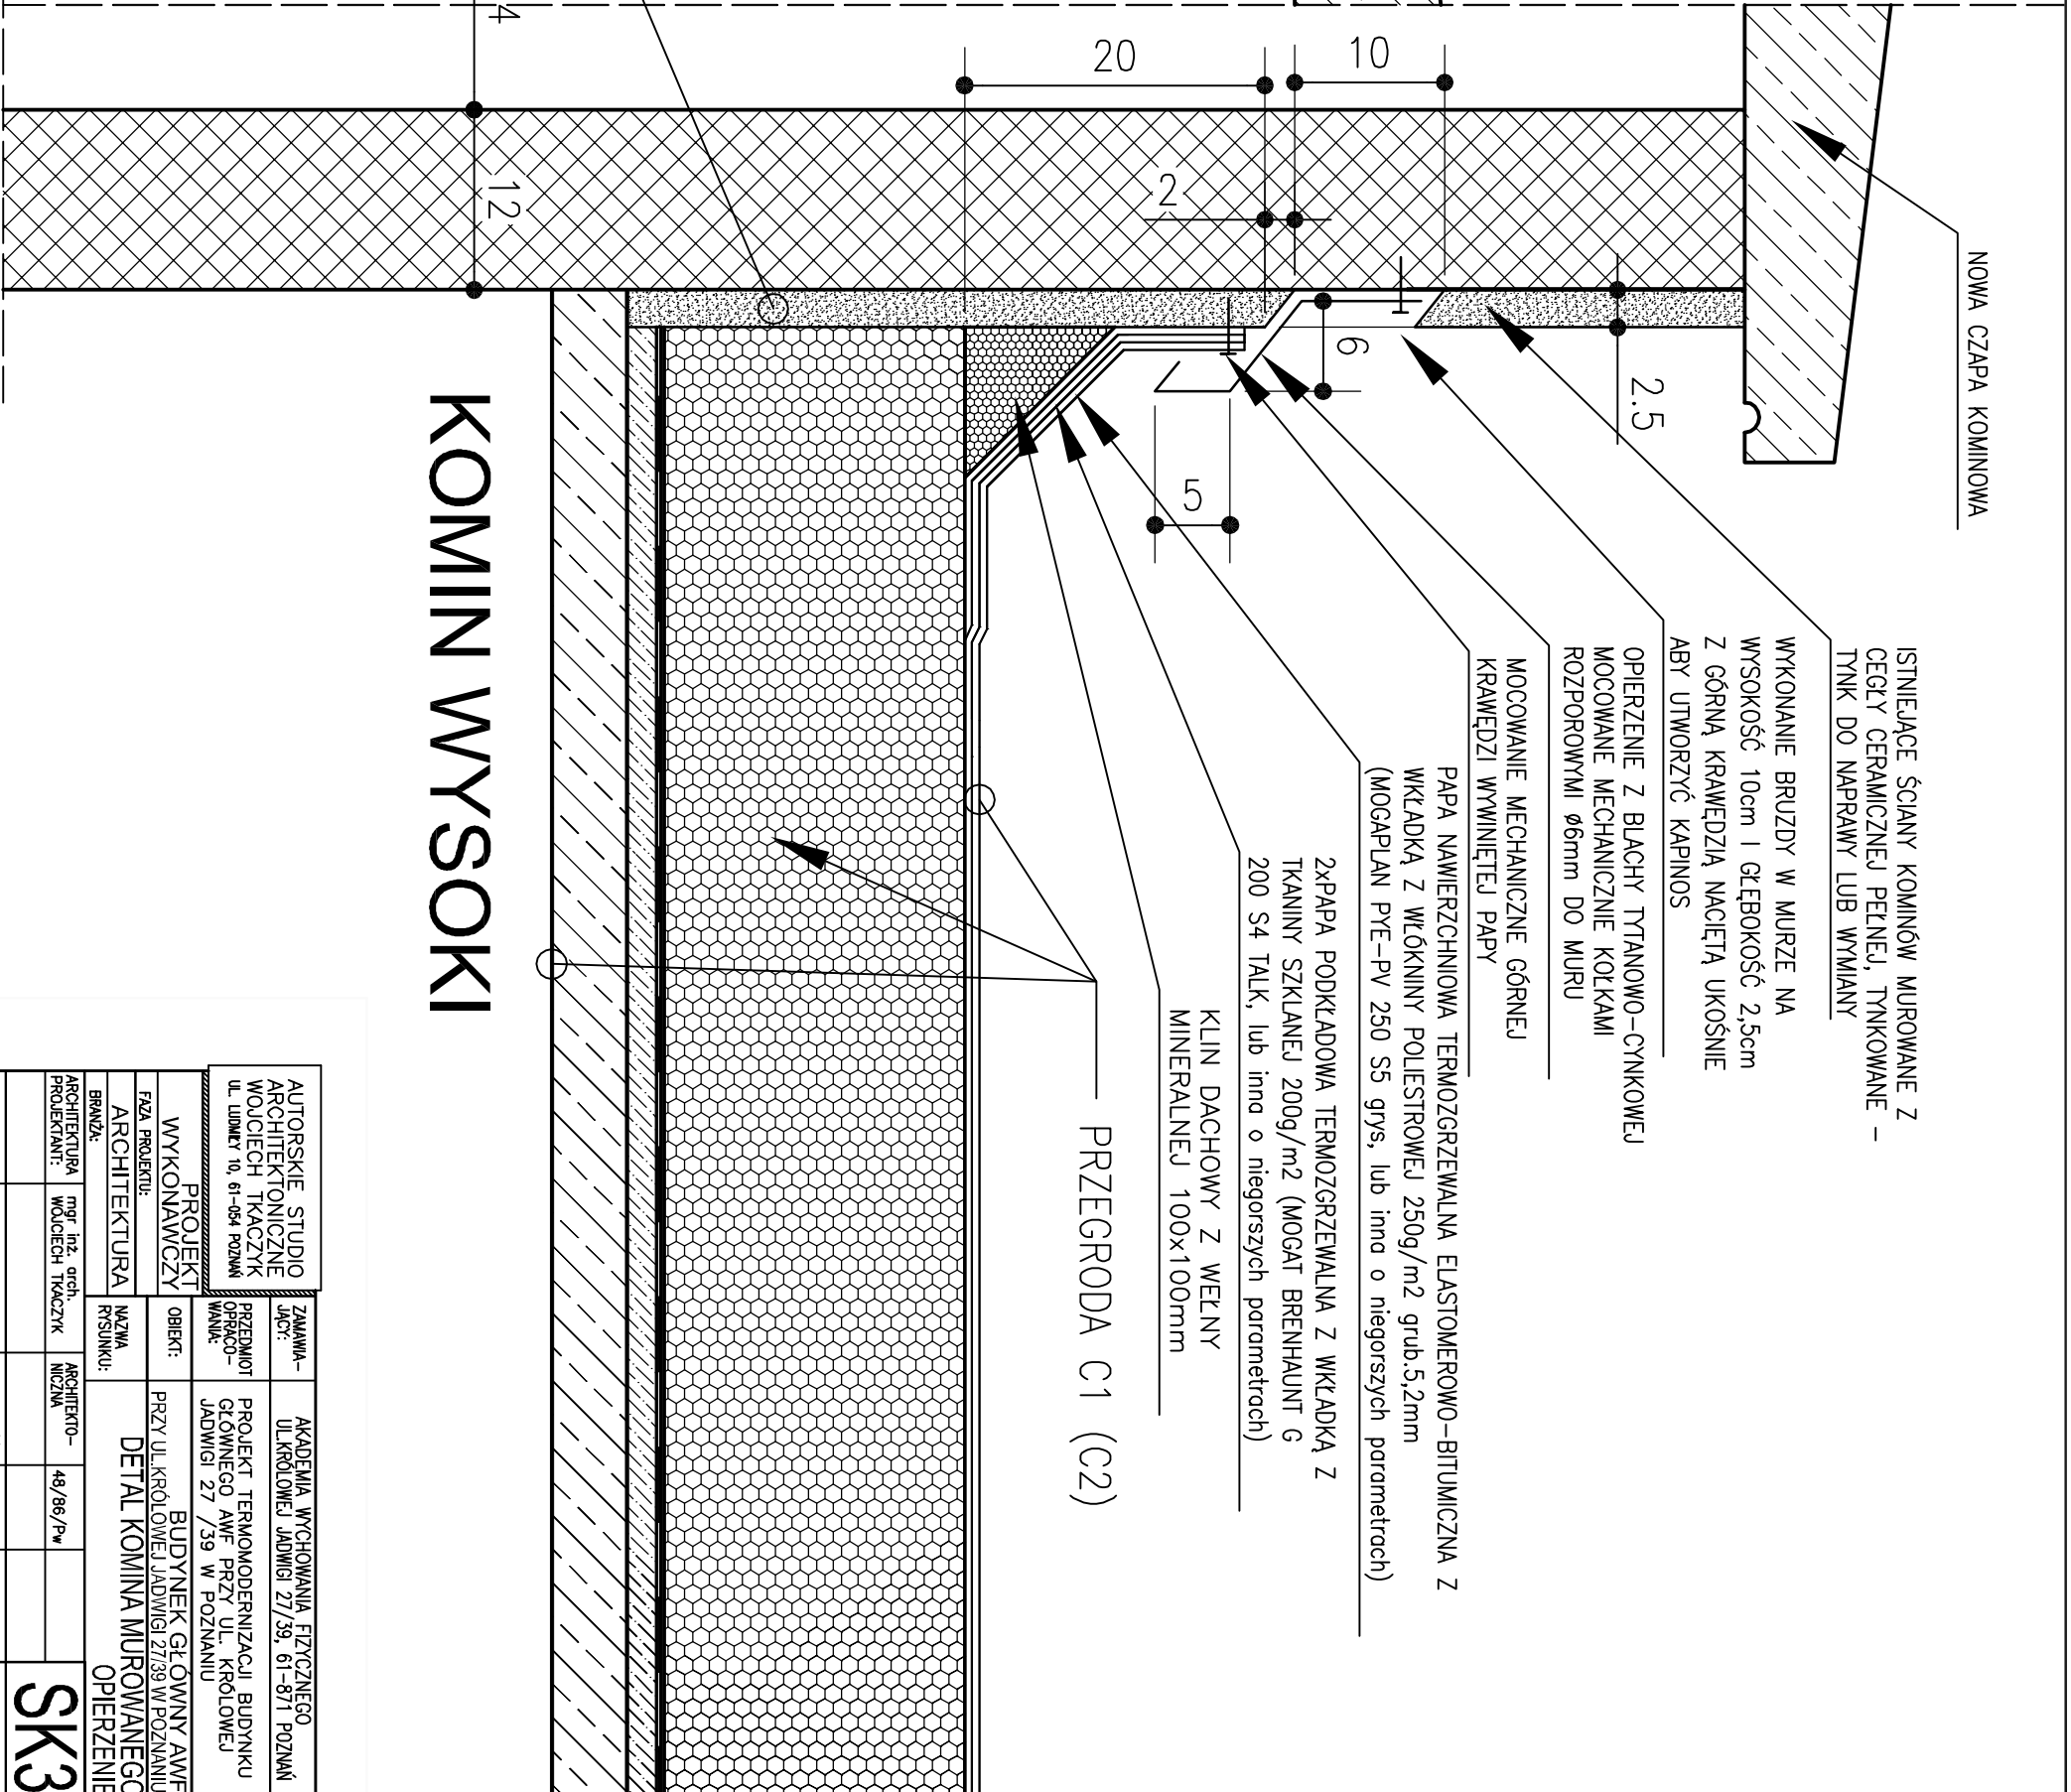 NOWA CZAPA KOMINOWA
ISTNIEJĄCE ŚCIANY KOMINÓW MUROWANE Z
CEGŁY CERAMICZNEJ PEŁNEJ, TYNKOWANE –
TYNK DO NAPRAWY LUB WYMIANY
WYKONANIE BRUZDY W MURZE NA
WYSOKOŚĆ 10cm I GŁĘBOKOŚĆ 2,5cm
Z GÓRNĄ KRAWĘDZIĄ NACIĘTĄ UKOŚNIE
ABY UTWORZYĆ KAPINOS
OPIERZENIE Z BLACHY TYTANOWO-CYNKOWEJ
MOCOWANE MECHANICZNIE KOŁKAMI
ROZPOROWYMI ø6mm DO MURU
MOCOWANIE MECHANICZNE GÓRNEJ
KRAWĘDZI WYWINIĘTEJ PAPY
PAPA NAWIERZCHNIOWA TERMOZGRZEWALNA ELASTOMEROWO-BITUMICZNA Z
WKŁADKĄ Z WŁÓKNINY POLIESTROWEJ 250g/m2 grub.5,2mm
(MOGAPLAN PYE-PV 250 S5 grys, lub inna o niegorszych parametrach)
2xPAPA PODKŁADOWA TERMOZGRZEWALNA Z WKŁADKĄ Z
TKANINY SZKLANEJ 200g/m2 (MOGAT BRENHAUNT G
200 S4 TALK, lub inna o niegorszych parametrach)
KLIN DACHOWY Z WEŁNY
MINERALNEJ 100x100mm
PRZEGRODA C1 (C2)
10
20
2
2.5
6
5
4
12
KOMIN WYSOKI
AUTORSKIE STUDIO
ARCHITEKTONICZNE
WOJCIECH TKACZYK
UL. LUDMIŁY 10, 61-054 POZNAŃ
PROJEKT
WYKONAWCZY
FAZA PROJEKTU:
ARCHITEKTURA
BRANŻA:
ZAMAWIA-
JĄCY:
AKADEMIA WYCHOWANIA FIZYCZNEGO
UL.KRÓLOWEJ JADWIGI 27/39, 61-871 POZNAŃ
PRZEDMIOT
OPRACO-
WANIA:
PROJEKT TERMOMODERNIZACJI BUDYNKU
GŁÓWNEGO AWF PRZY UL. KRÓLOWEJ
JADWIGI 27 /39 W POZNANIU
OBIEKT:
BUDYNEK GŁÓWNY AWF
PRZY UL.KRÓLOWEJ JADWIGI 27/39 W POZNANIU
NAZWA
RYSUNKU:
DETAL KOMINA MUROWANEGO
OPIERZENIE
ARCHITEKTURA
PROJEKTANT:
mgr inż. arch.
WOJCIECH TKACZYK
ARCHITEKTO-
NICZNA
48/86/Pw
SK3